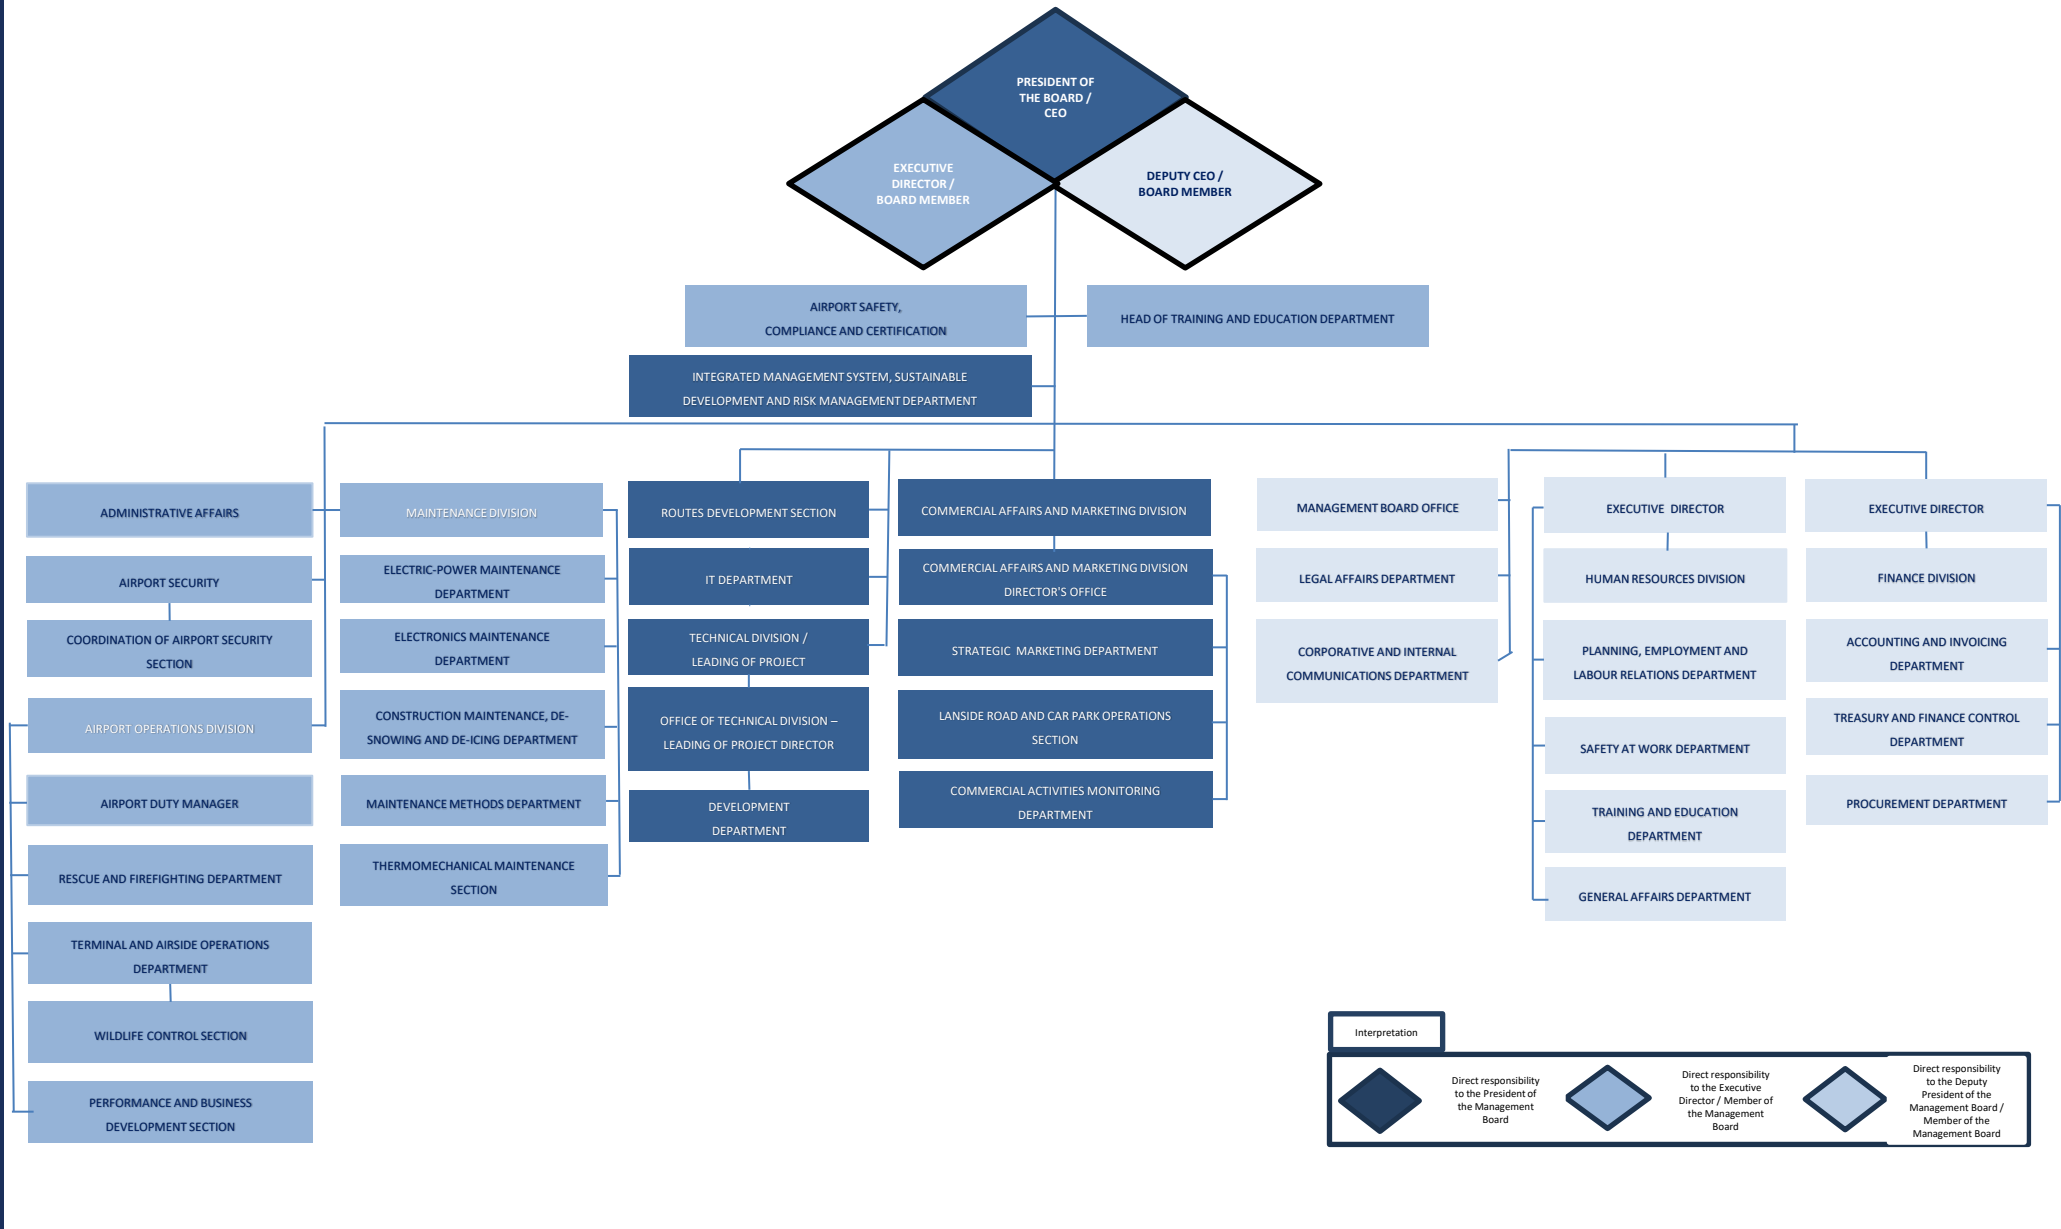 PRESIDENT OF
THE BOARD /
CEO
EXECUTIVE
DIRECTOR /
BOARD MEMBER
DEPUTY CEO /
BOARD MEMBER
AIRPORT SAFETY,
COMPLIANCE AND CERTIFICATION
HEAD OF TRAINING AND EDUCATION DEPARTMENT
INTEGRATED MANAGEMENT SYSTEM, SUSTAINABLE
DEVELOPMENT AND RISK MANAGEMENT DEPARTMENT
ADMINISTRATIVE AFFAIRS
AIRPORT SECURITY
COORDINATION OF AIRPORT SECURITY
SECTION
AIRPORT OPERATIONS DIVISION
AIRPORT DUTY MANAGER
RESCUE AND FIREFIGHTING DEPARTMENT
TERMINAL AND AIRSIDE OPERATIONS
DEPARTMENT
WILDLIFE CONTROL SECTION
PERFORMANCE AND BUSINESS
DEVELOPMENT SECTION
MAINTENANCE DIVISION
ELECTRIC-POWER MAINTENANCE
DEPARTMENT
ELECTRONICS MAINTENANCE
DEPARTMENT
CONSTRUCTION MAINTENANCE, DE-
SNOWING AND DE-ICING DEPARTMENT
MAINTENANCE METHODS DEPARTMENT
THERMOMECHANICAL MAINTENANCE
SECTION
ROUTES DEVELOPMENT SECTION
IT DEPARTMENT
TECHNICAL DIVISION /
LEADING OF PROJECT
OFFICE OF TECHNICAL DIVISION –
LEADING OF PROJECT DIRECTOR
DEVELOPMENT
DEPARTMENT
COMMERCIAL AFFAIRS AND MARKETING DIVISION
COMMERCIAL AFFAIRS AND MARKETING DIVISION
DIRECTOR'S OFFICE
STRATEGIC MARKETING DEPARTMENT
LANSIDE ROAD AND CAR PARK OPERATIONS
SECTION
COMMERCIAL ACTIVITIES MONITORING
DEPARTMENT
MANAGEMENT BOARD OFFICE
LEGAL AFFAIRS DEPARTMENT
CORPORATIVE AND INTERNAL
COMMUNICATIONS DEPARTMENT
EXECUTIVE DIRECTOR
HUMAN RESOURCES DIVISION
PLANNING, EMPLOYMENT AND
LABOUR RELATIONS DEPARTMENT
SAFETY AT WORK DEPARTMENT
TRAINING AND EDUCATION
DEPARTMENT
GENERAL AFFAIRS DEPARTMENT
EXECUTIVE DIRECTOR
FINANCE DIVISION
ACCOUNTING AND INVOICING
DEPARTMENT
TREASURY AND FINANCE CONTROL
DEPARTMENT
PROCUREMENT DEPARTMENT
Interpretation
Direct responsibility
to the President of
the Management
Board
Direct responsibility
to the Executive
Director / Member of
the Management
Board
Direct responsibility
to the Deputy
President of the
Management Board /
Member of the
Management Board